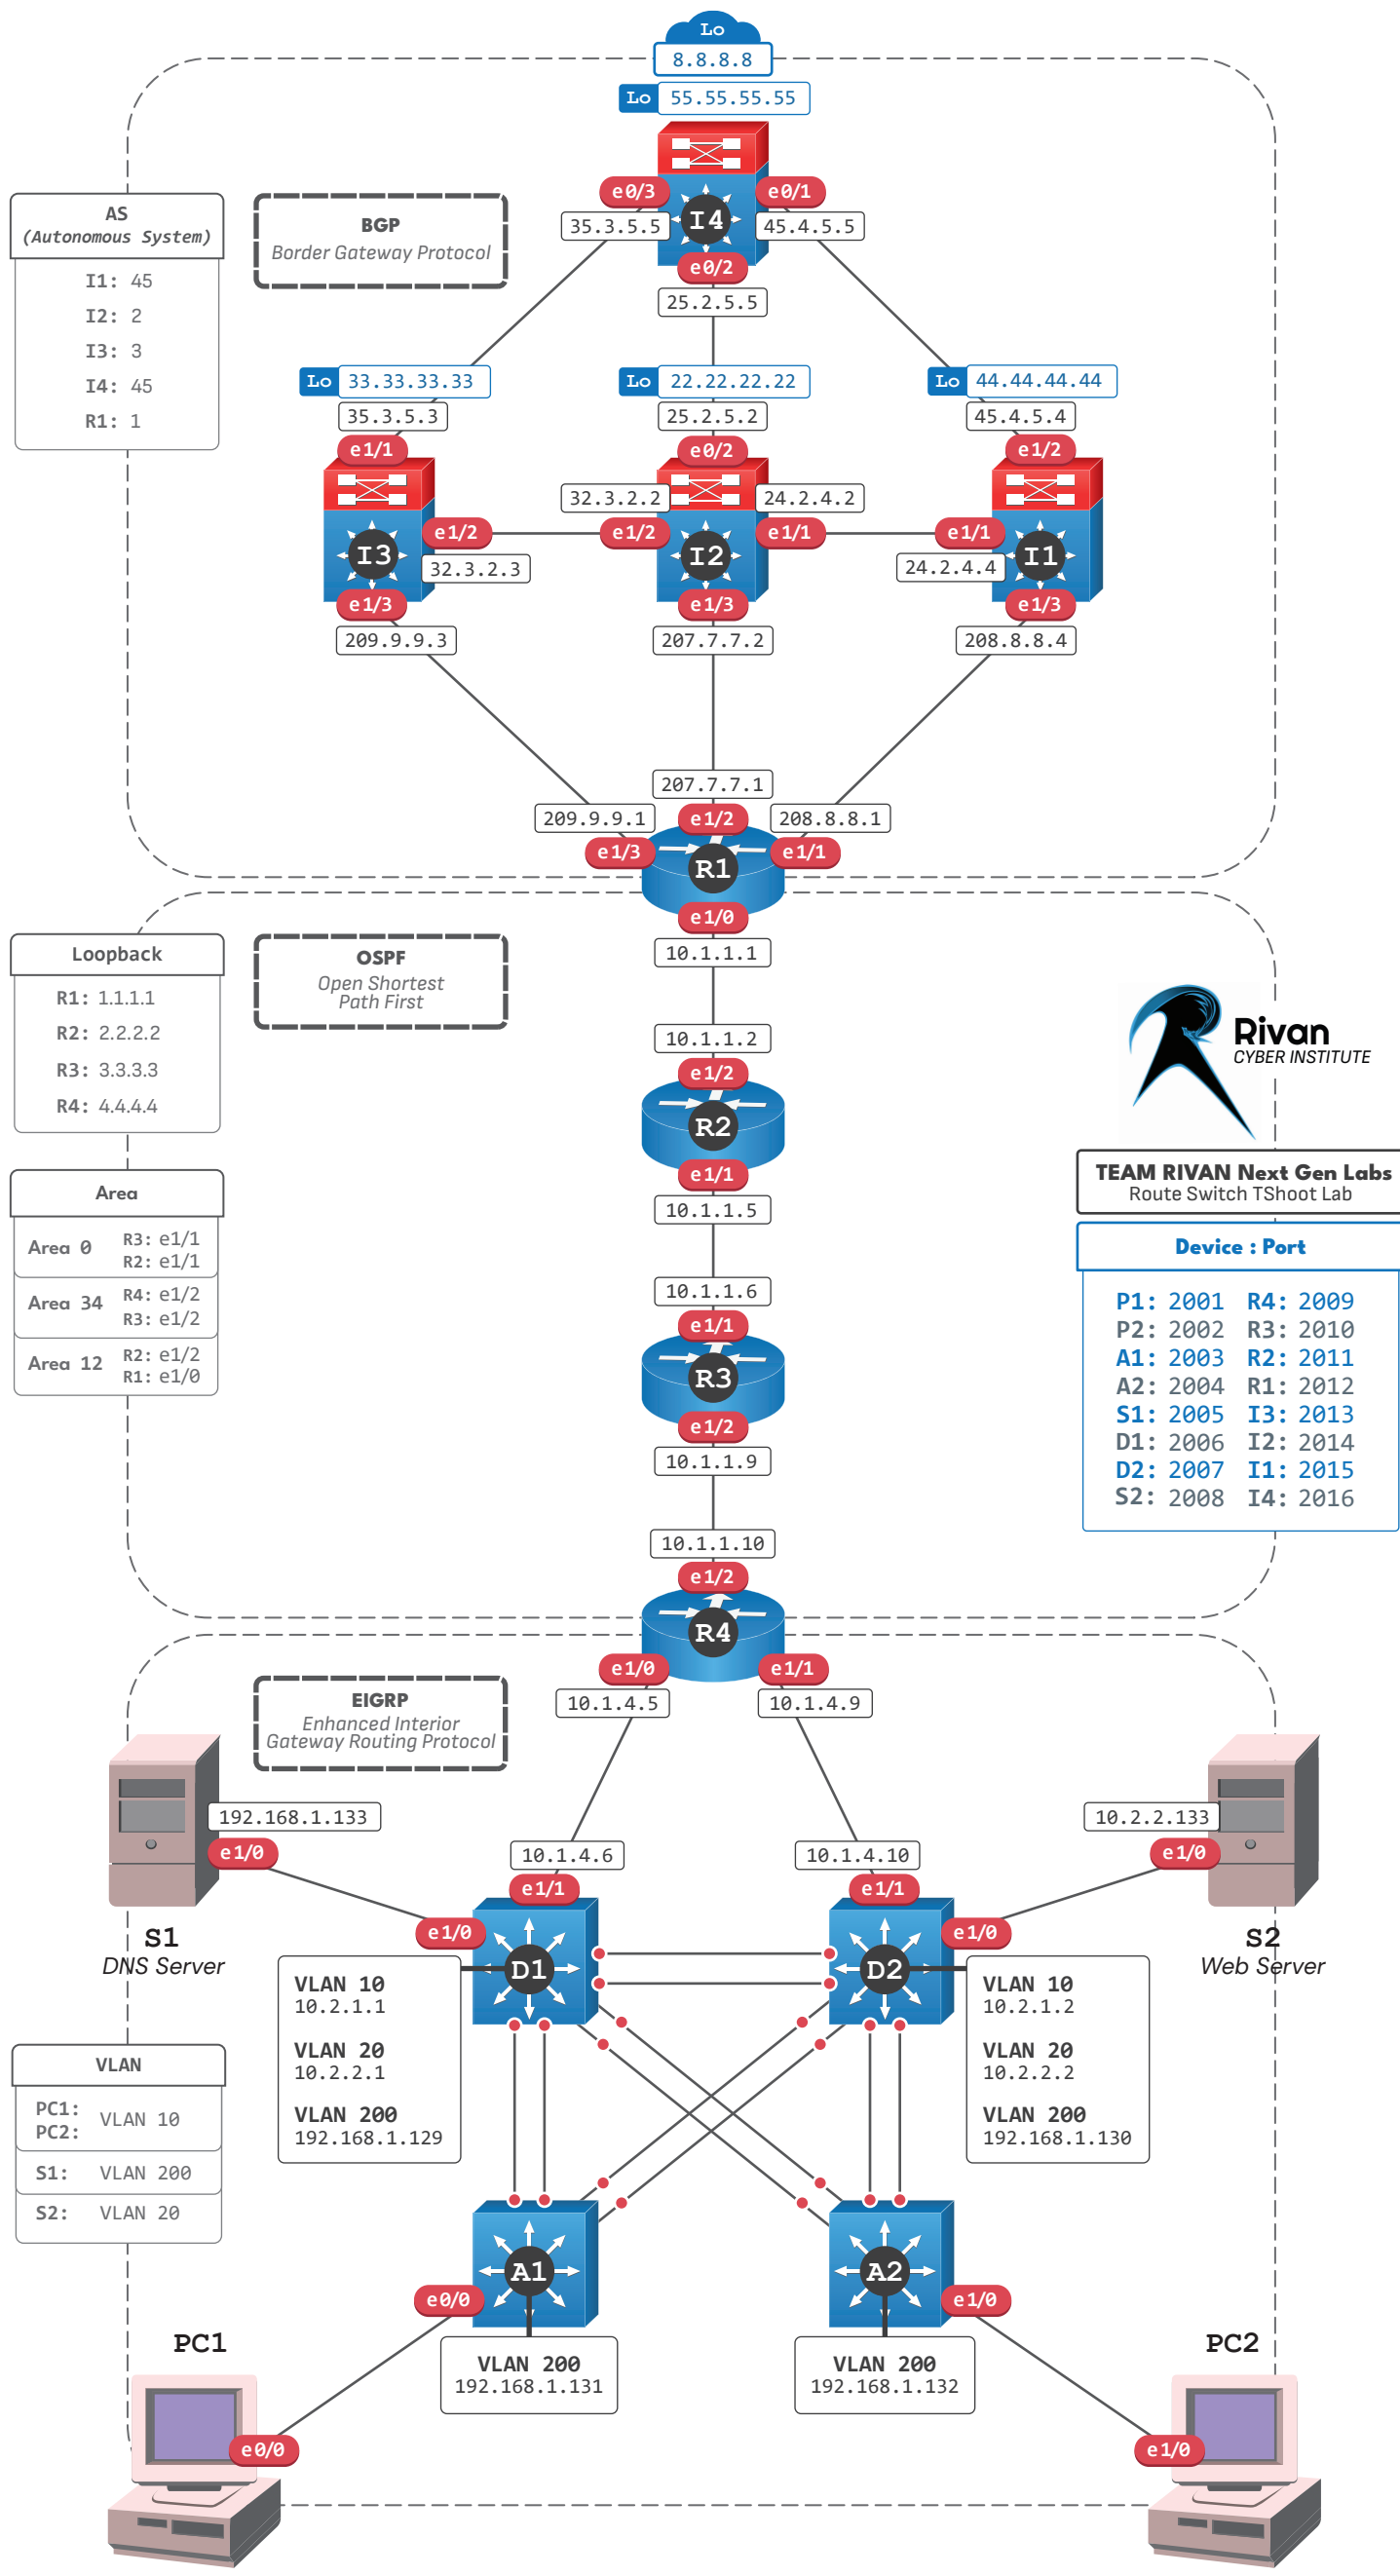 Lo
8.8.8.8
Lo 55.55.55.55
e0/3
e0/1
I4
35.3.5.5
45.4.5.5
e0/2
25.2.5.5
AS
(Autonomous System)
I1: 45
I2: 2
I3: 3
I4: 45
R1: 1
BGP
Border Gateway Protocol
Lo 33.33.33.33
Lo 22.22.22.22
Lo 44.44.44.44
35.3.5.3
25.2.5.2
45.4.5.4
e1/1
e0/2
e1/2
32.3.2.2
24.2.4.2
e1/2
e1/2
e1/1
e1/1
I3
I2
I1
32.3.2.3
24.2.4.4
e1/3
e1/3
e1/3
209.9.9.3
207.7.7.2
208.8.8.4
207.7.7.1
209.9.9.1
e1/2
208.8.8.1
e1/3
R1
e1/1
e1/0
10.1.1.1
Loopback
R1: 1.1.1.1
R2: 2.2.2.2
R3: 3.3.3.3
R4: 4.4.4.4
OSPF
Open Shortest
Path First
10.1.1.2
e1/2
R2
e1/1
10.1.1.5
Rivan
CYBER INSTITUTE
TEAM RIVAN Next Gen Labs
Route Switch TShoot Lab
Area
Area 0
R3: e1/1
R2: e1/1
Area 34
R4: e1/2
R3: e1/2
Area 12
R2: e1/2
R1: e1/0
Device : Port
P1: 2001 R4: 2009
P2: 2002 R3: 2010
A1: 2003 R2: 2011
A2: 2004 R1: 2012
S1: 2005 I3: 2013
D1: 2006 I2: 2014
D2: 2007 I1: 2015
S2: 2008 I4: 2016
10.1.1.6
e1/1
R3
e1/2
10.1.1.9
10.1.1.10
e1/2
R4
e1/0
e1/1
10.1.4.5
10.1.4.9
EIGRP
Enhanced Interior
Gateway Routing Protocol
192.168.1.133
10.2.2.133
e1/0
e1/0
10.1.4.6
10.1.4.10
e1/1
e1/1
e1/0
e1/0
S1
DNS Server
S2
Web Server
D1
D2
VLAN 10
10.2.1.1
VLAN 20
10.2.2.1
VLAN 200
192.168.1.129
VLAN 10
10.2.1.2
VLAN 20
10.2.2.2
VLAN 200
192.168.1.130
VLAN
PC1:
PC2:
VLAN 10
S1: VLAN 200
S2: VLAN 20
A1
A2
e0/0
e1/0
PC1
PC2
VLAN 200
192.168.1.131
VLAN 200
192.168.1.132
e0/0
e1/0